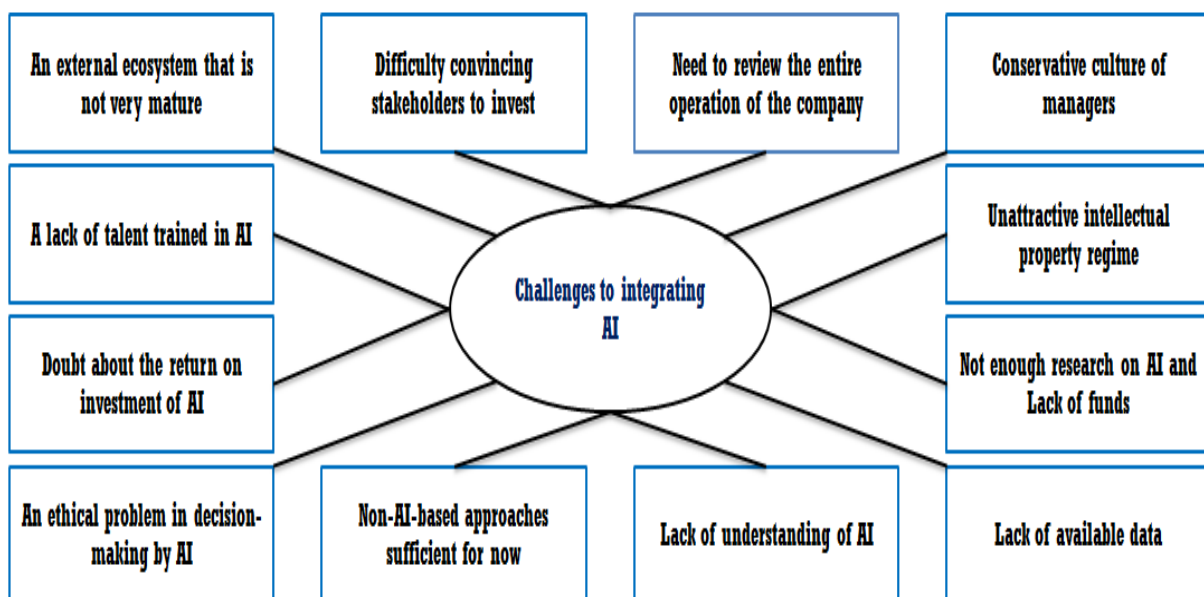 An external ecosystem that is
not very mature
Difficulty convincing
stakeholders to invest
Need to review the entire
operation of the company
Conservative culture of
managers
A lack of talent trained in AI
Unattractive intellectual
property regime
Challenges to integrating
AI
Doubt about the return on
investment of AI
Not enough research on AI and
Lack of funds
An ethical problem in decision-
making by AI
Non-AI-based approaches
sufficient for now
Lack of understanding of AI
Lack of available data